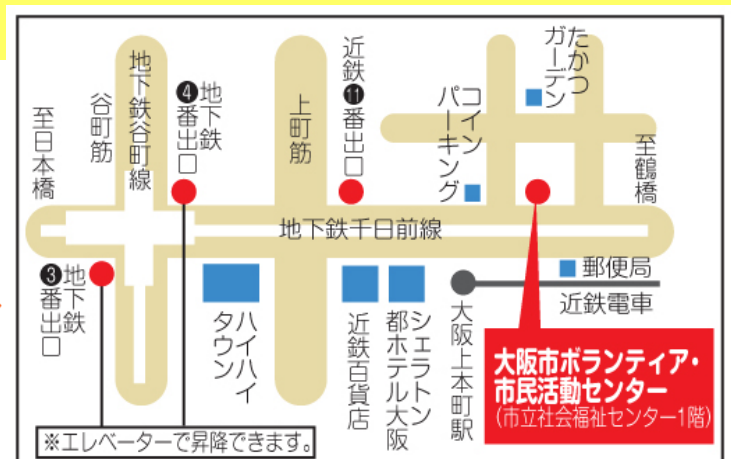 至日本橋
谷町筋
地下鉄谷町線
地下鉄
❹番出口
上町筋
近鉄⓫番出口
コイン
パーキング
たかつ
ガーデン
至鶴橋
地下鉄千日前線
地下鉄
❸番出口
ハイハイ
タウン
近鉄百貨店
シェラトン
都ホテル大阪
大阪上本町駅
郵便局
近鉄電車
大阪市ボランティア・
市民活動センター
(市立社会福祉センター1階)
※エレベーターで昇降できます。